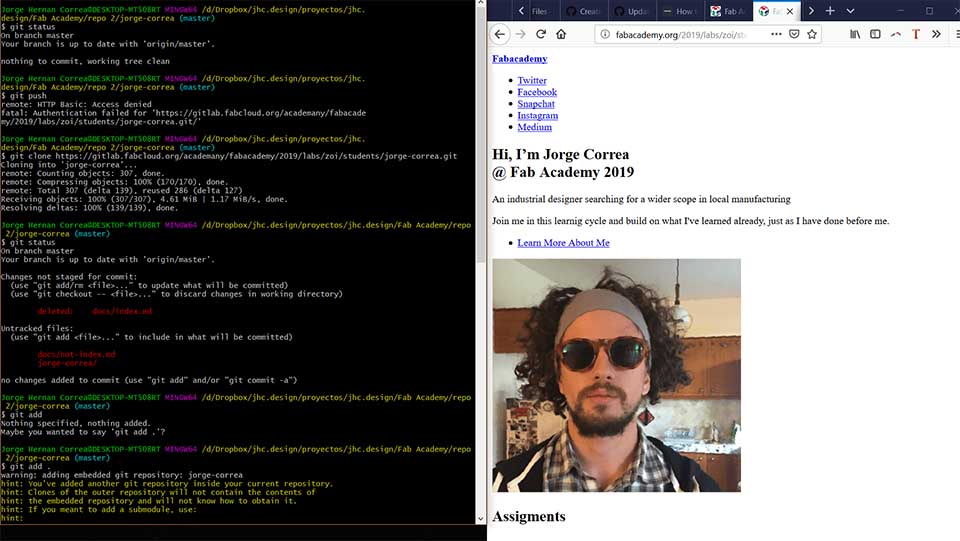 Jorge Hernan Correa@DESKTOP-MT508RT MINGW64 /d/Dropbox/jhc.design/proyectos/jhc.
design/Fab Academy/repo 2/jorge-correa (master)
$ git status
On branch master
Your branch is up to date with 'origin/master'.
nothing to commit, working tree clean
Jorge Hernan Correa@DESKTOP-MT508RT MINGW64 /d/Dropbox/jhc.design/proyectos/jhc.
design/Fab Academy/repo 2/jorge-correa (master)
$ git push
remote: HTTP Basic: Access denied
fatal: Authentication failed for 'https://gitlab.fabcloud.org/academany/fabacade
my/2019/labs/zoi/students/jorge-correa.git/'
Jorge Hernan Correa@DESKTOP-MT508RT MINGW64 /d/Dropbox/jhc.design/proyectos/jhc.
design/Fab Academy/repo 2/jorge-correa (master)
$ git clone https://gitlab.fabcloud.org/academany/fabacademy/2019/labs/zoi/students/jorge-correa.git
Cloning into 'jorge-correa'...
remote: Counting objects: 307, done.
remote: Compressing objects: 100% (170/170), done.
remote: Total 307 (delta 139), reused 286 (delta 127)
Receiving objects: 100% (307/307), 4.61 MiB | 1.17 MiB/s, done.
Resolving deltas: 100% (139/139), done.
Jorge Hernan Correa@DESKTOP-MT508RT MINGW64 /d/Dropbox/jhc.design/proyectos/jhc.design/Fab Academy/repo
2/jorge-correa (master)
$ git status
On branch master
Your branch is up to date with 'origin/master'.
Changes not staged for commit:
(use "git add/rm <file>..." to update what will be committed)
(use "git checkout -- <file>..." to discard changes in working directory)
deleted: docs/index.md
Untracked files:
(use "git add <file>..." to include in what will be committed)
docs/not-index.md
jorge-correa/
no changes added to commit (use "git add" and/or "git commit -a")
Jorge Hernan Correa@DESKTOP-MT508RT MINGW64 /d/Dropbox/jhc.design/proyectos/jhc.design/Fab Academy/repo
2/jorge-correa (master)
$ git add
Nothing specified, nothing added.
Maybe you wanted to say 'git add .'?
Jorge Hernan Correa@DESKTOP-MT508RT MINGW64 /d/Dropbox/jhc.design/proyectos/jhc.design/Fab Academy/repo
2/jorge-correa (master)
$ git add .
warning: adding embedded git repository: jorge-correa
hint: You've added another git repository inside your current repository.
hint: Clones of the outer repository will not contain the contents of
hint: the embedded repository and will not know how to obtain it.
hint: If you meant to add a submodule, use:
hint:
Files Creat Updat How to Fab A Fa
fabacademy.org/2019/labs/zoi/st
Fabacademy
Twitter
Facebook
Snapchat
Instagram
Medium
Hi, I'm Jorge Correa
@ Fab Academy 2019
An industrial designer searching for a wider scope in local manufacturing
Join me in this learnig cycle and build on what I've learned already, just as I have done before me.
Learn More About Me
Assigments